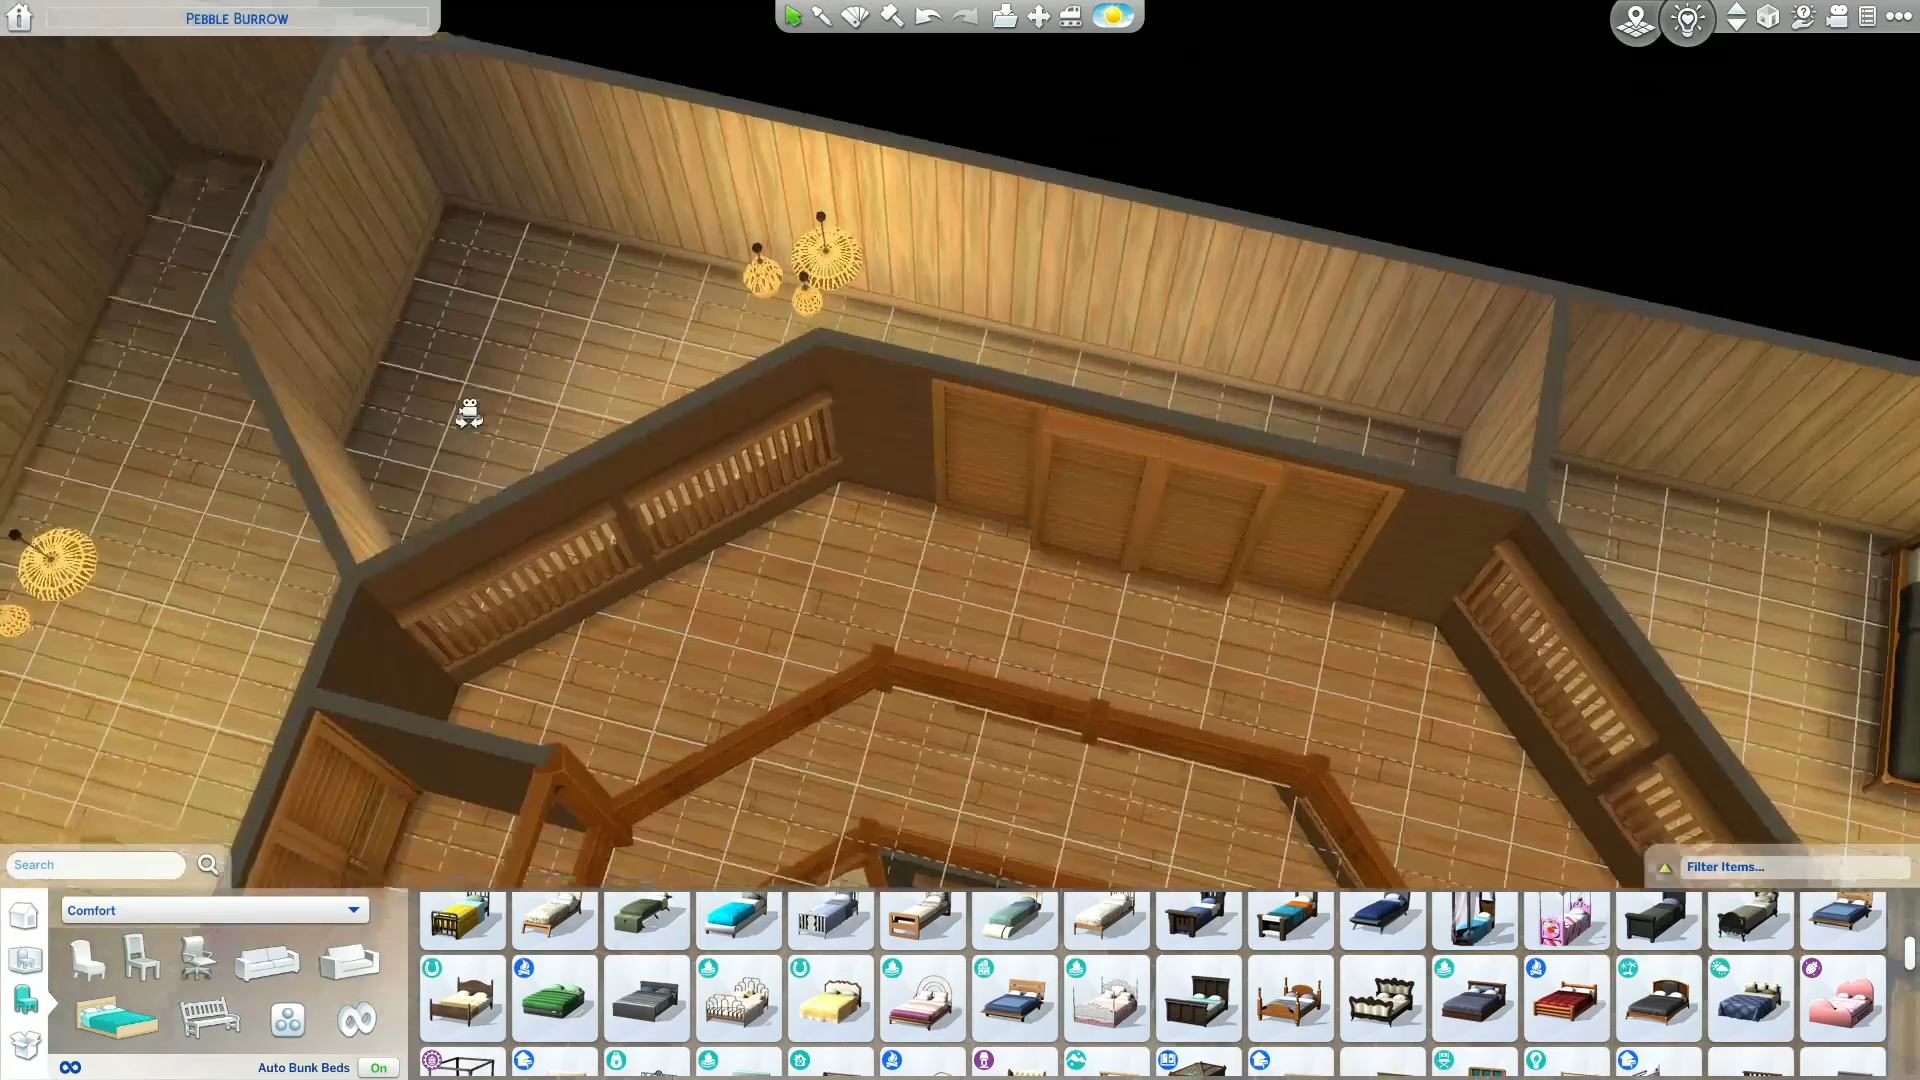 PEBBLE BURROW
Search
Filter Items...
Comfort
Auto Bunk Beds On